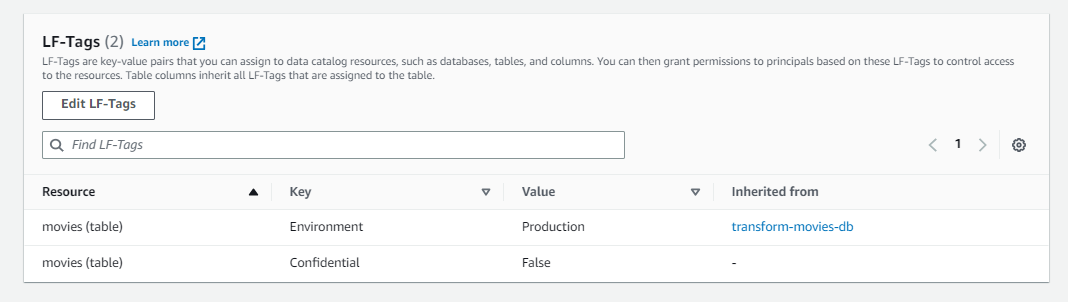 LF-Tags (2) Learn more
LF-Tags are key-value pairs that you can assign to data catalog resources, such as databases, tables, and columns. You can then grant permissions to principals based on these LF-Tags to control access
to the resources. Table columns inherit all LF-Tags that are assigned to the table.
Edit LF-Tags
Find LF-Tags
1
Resource Key Value Inherited from
movies (table) Environment Production transform-movies-db
movies (table) Confidential False -